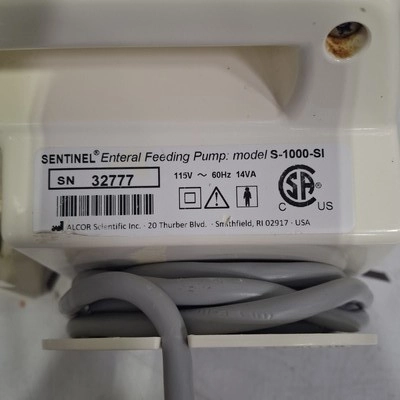 SENTINEL® Enteral Feeding Pump: model S-1000-SI
SN 32777
115V ~ 60Hz 14VA
SA
C US
ALCOR Scientific Inc. · 20 Thurber Blvd. · Smithfield, RI 02917 · USA